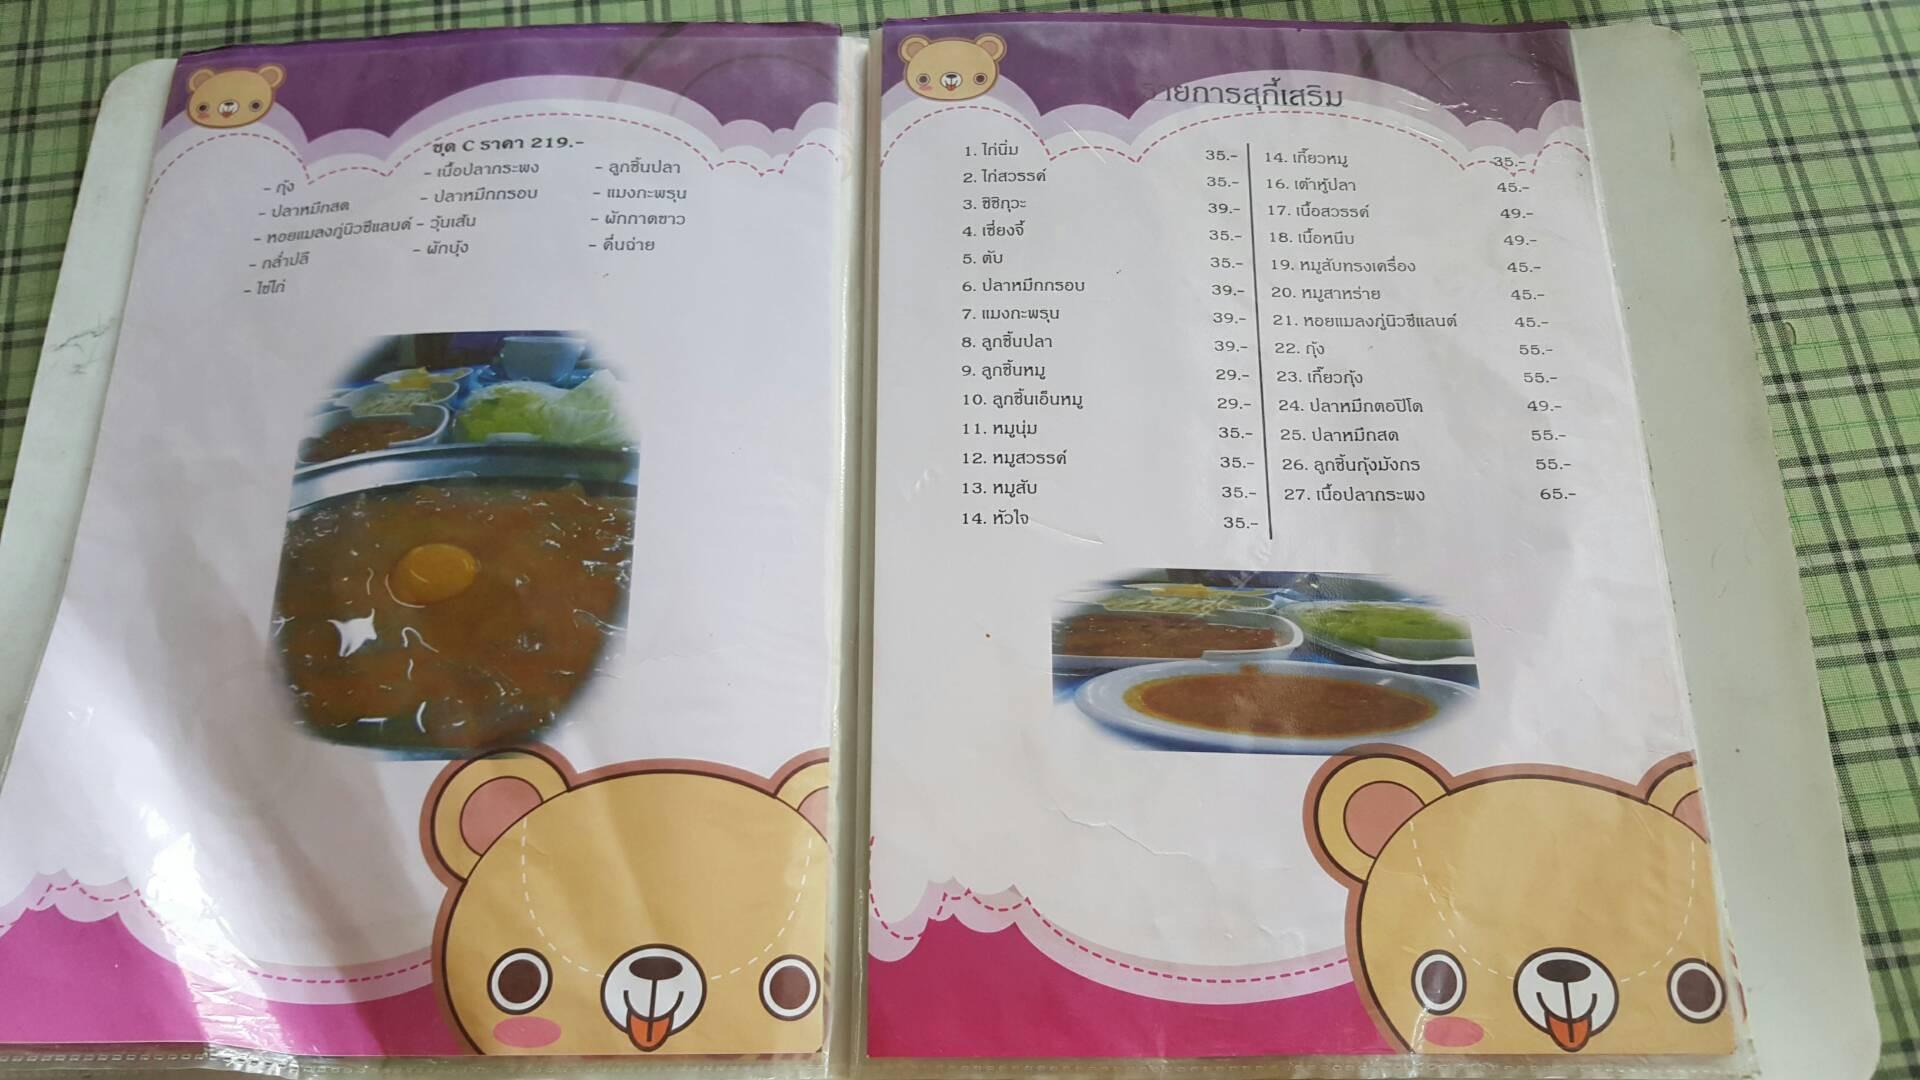 ชุด C ราคา 219.-
- กุ้ง
- ปลาหมึกสด
- หอยแมลงภู่นิวซีแลนด์
- กล่ำปลี
- ไข่ไก่
- เนื้อปลากระพง
- ปลาหมึกกรอบ
- วุ้นเส้น
- ผักบุ้ง
- ลูกชิ้นปลา
- แมงกะพรุน
- ผักกาดขาว
- คื่นฉ่าย
รายการสุกี้เสริม
1. ไก่นิ่ม 35.-
2. ไก่สวรรค์ 35.-
3. ชิชิกุวะ 39.-
4. เซี่ยงจี้ 35.-
5. ตับ 35.-
6. ปลาหมึกกรอบ 39.-
7. แมงกะพรุน 39.-
8. ลูกชิ้นปลา 39.-
9. ลูกชิ้นหมู 29.-
10. ลูกชิ้นเอ็นหมู 29.-
11. หมูนุ่ม 35.-
12. หมูสวรรค์ 35.-
13. หมูสับ 35.-
14. หัวใจ 35.-
14. เกี๊ยวหมู 35.-
16. เต้าหู้ปลา 45.-
17. เนื้อสวรรค์ 49.-
18. เนื้อหนึบ 49.-
19. หมูสับทรงเครื่อง 45.-
20. หมูสาหร่าย 45.-
21. หอยแมลงภู่นิวซีแลนด์ 45.-
22. กุ้ง 55.-
23. เกี๊ยวกุ้ง 55.-
24. ปลาหมึกตอปิโด 49.-
25. ปลาหมึกสด 55.-
26. ลูกชิ้นกุ้งมังกร 55.-
27. เนื้อปลากระพง 65.-